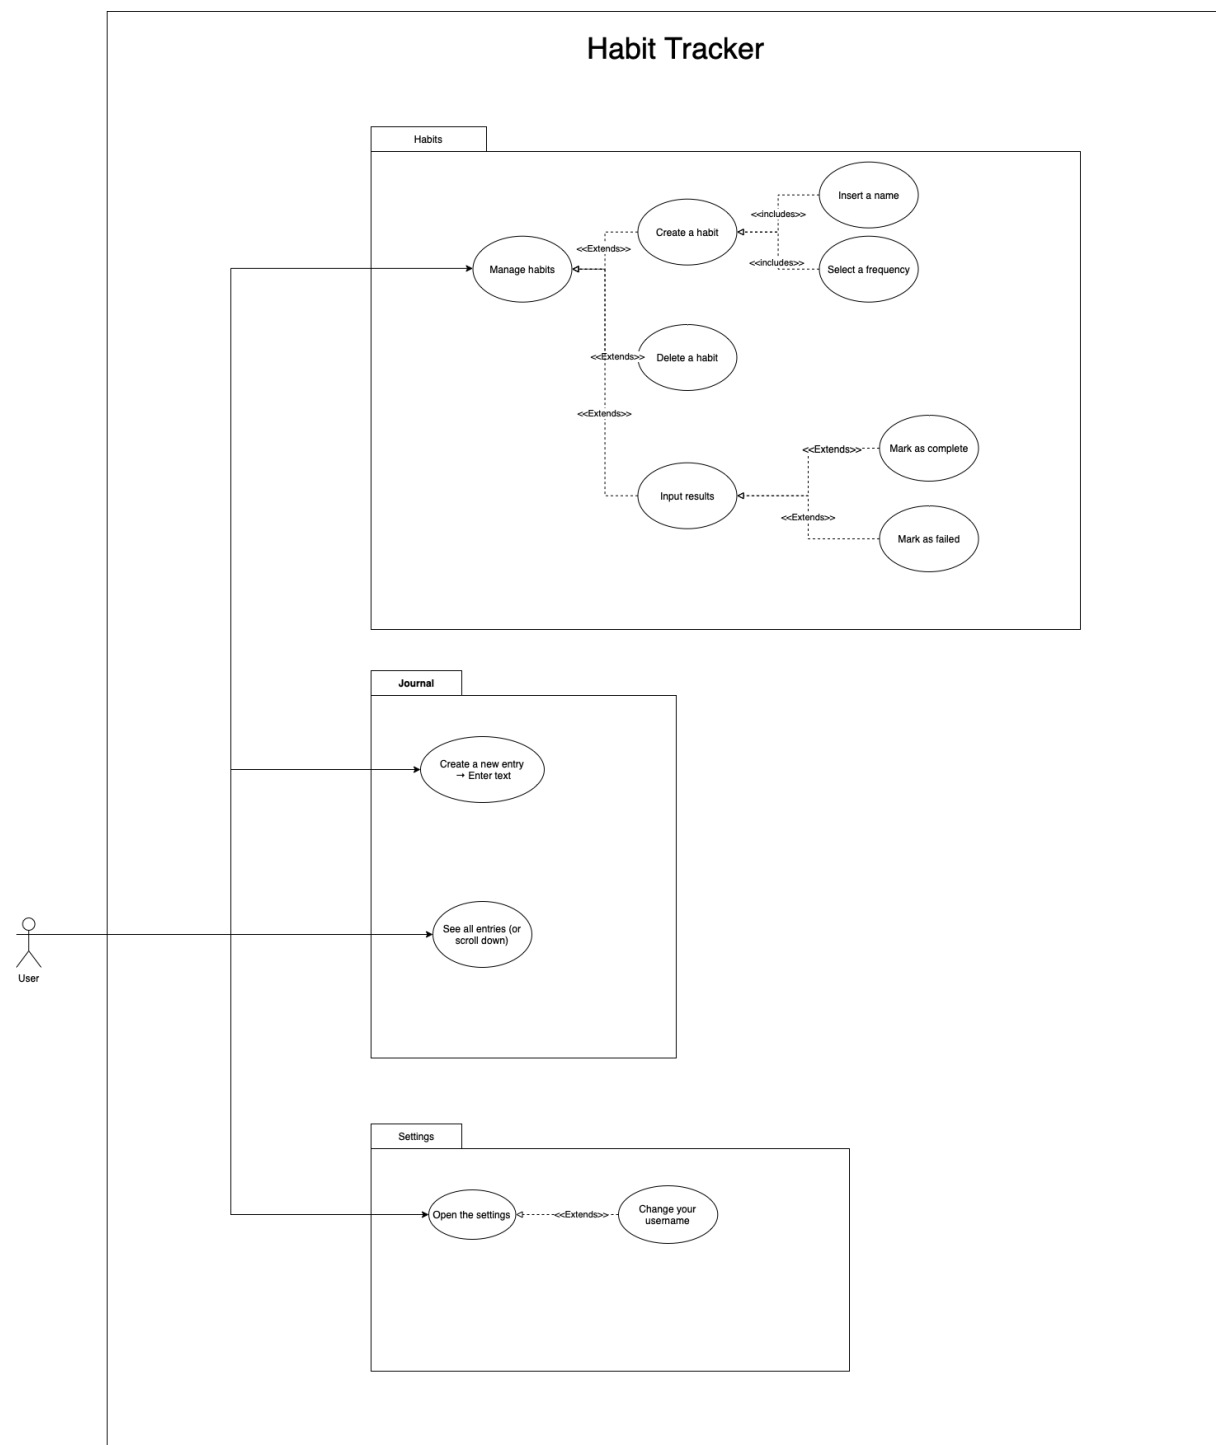 Habit Tracker
Habits
Insert a name
<<includes>>
Create a habit
<<Extends>>
<<includes>>
Manage habits
Select a frequency
<<Extends>>
Delete a habit
<<Extends>>
<<Extends>>
Mark as complete
Input results
<<Extends>>
Mark as failed
Journal
Create a new entry
→ Enter text
See all entries (or
scroll down)
User
Settings
Open the settings
<<Extends>>
Change your
username